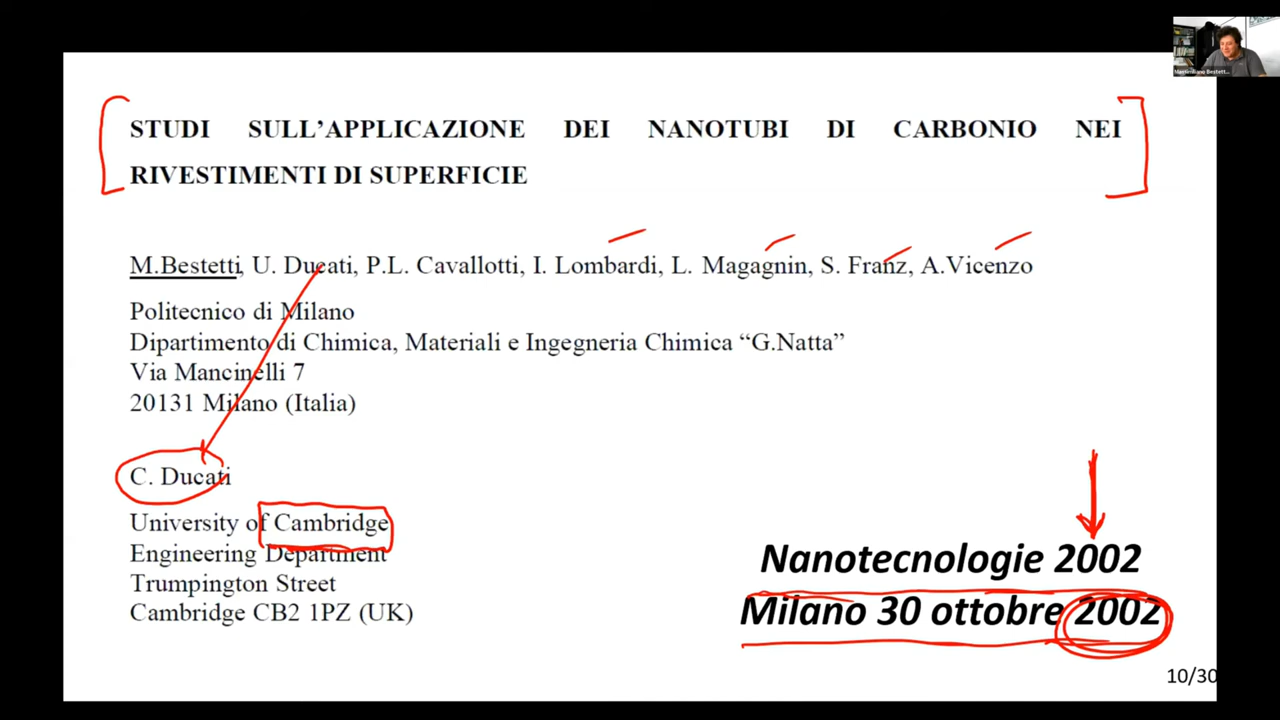 STUDI SULL’APPLICAZIONE DEI NANOTUBI DI CARBONIO NEI
RIVESTIMENTI DI SUPERFICIE
M.Bestetti, U. Ducati, P.L. Cavallotti, I. Lombardi, L. Magagnin, S. Franz, A.Vicenzo
Politecnico di Milano
Dipartimento di Chimica, Materiali e Ingegneria Chimica “G.Natta”
Via Mancinelli 7
20131 Milano (Italia)
C. Ducati
University of Cambridge
Engineering Department
Trumpington Street
Cambridge CB2 1PZ (UK)
Nanotecnologie 2002
Milano 30 ottobre 2002
10/30